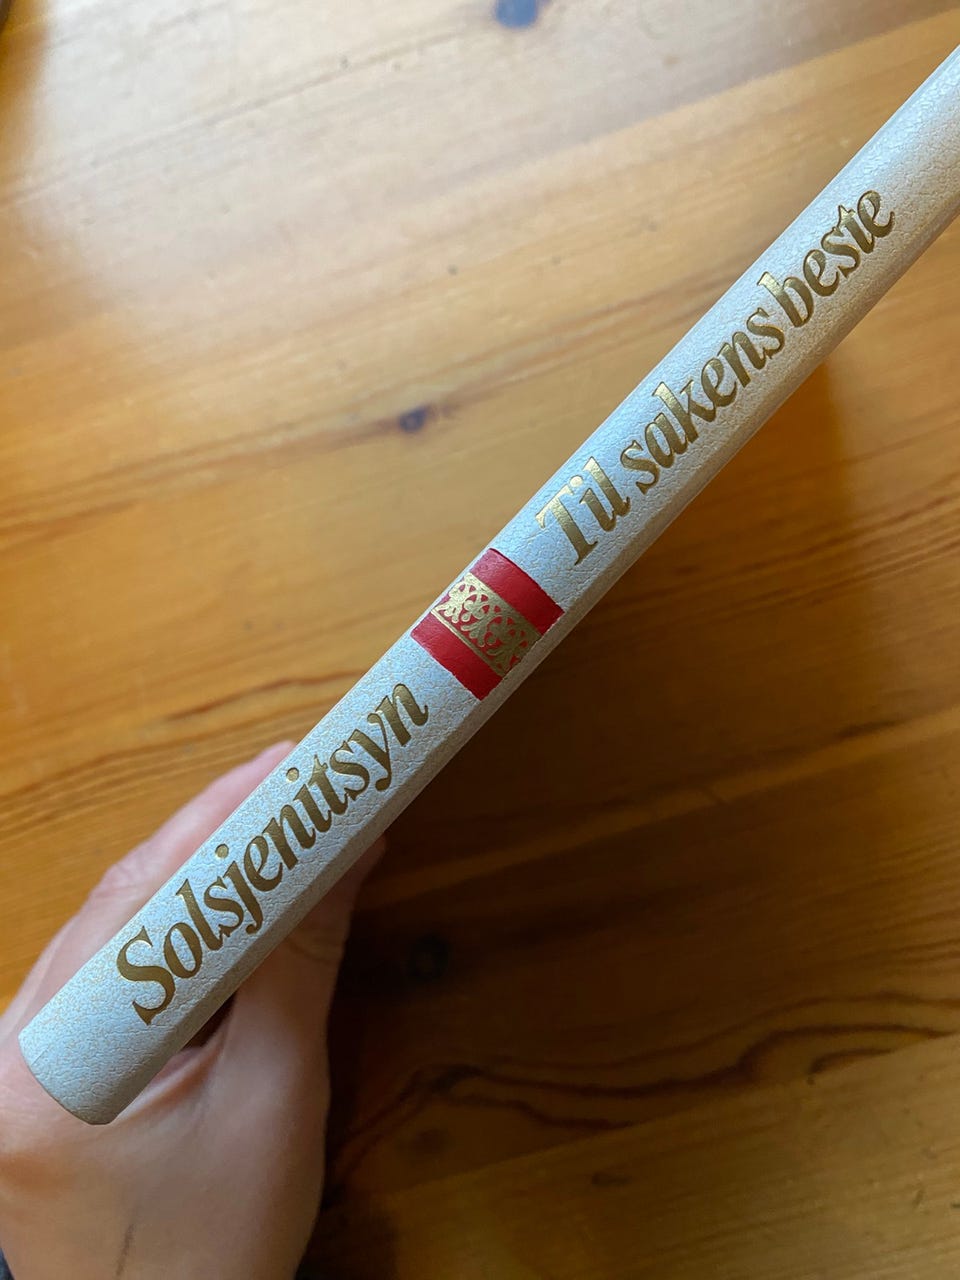 Solsjenitsyn
Til sakens beste